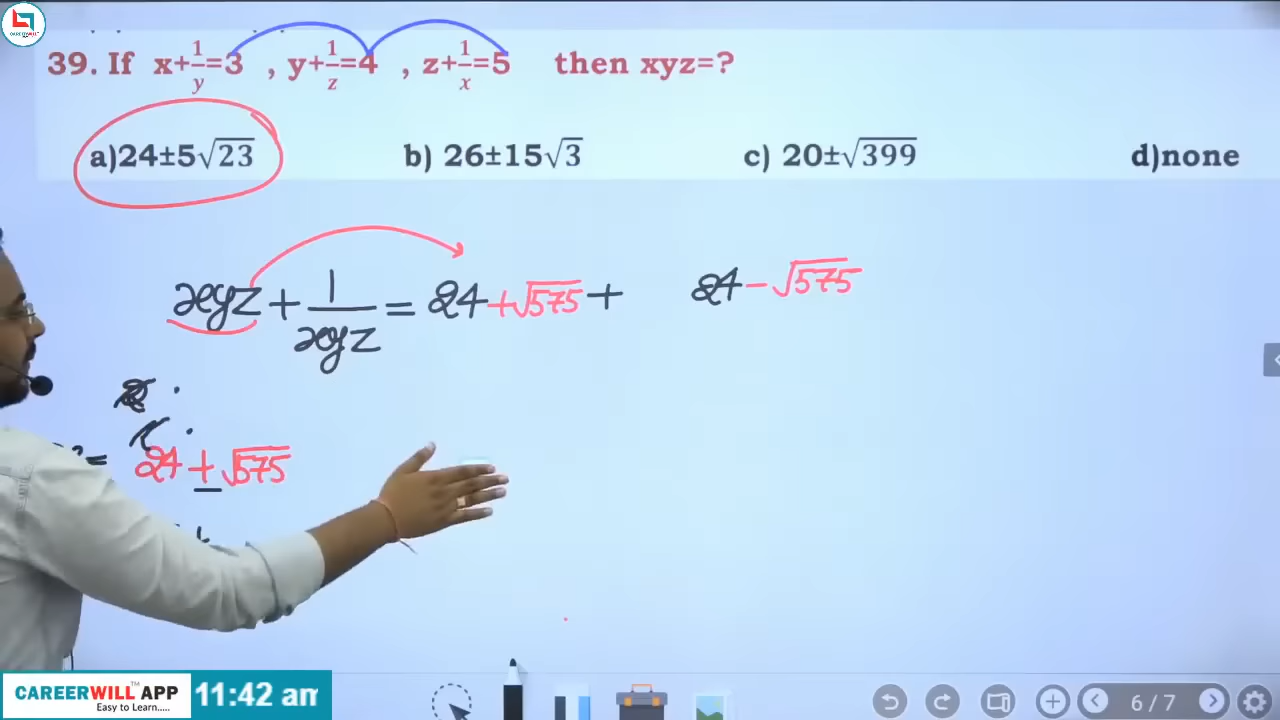 CAREERWILL
39. If x+1/y=3 , y+1/z=4 , z+1/x=5 then xyz=?
a)24±5√23 b) 26±15√3 c) 20±√399 d)none
xyz + 1/xyz = 24 +√575 + 24 -√575
= 24 ± √575
CAREERWILL™ APP
Easy to Learn.....
11:42 am
6 / 7